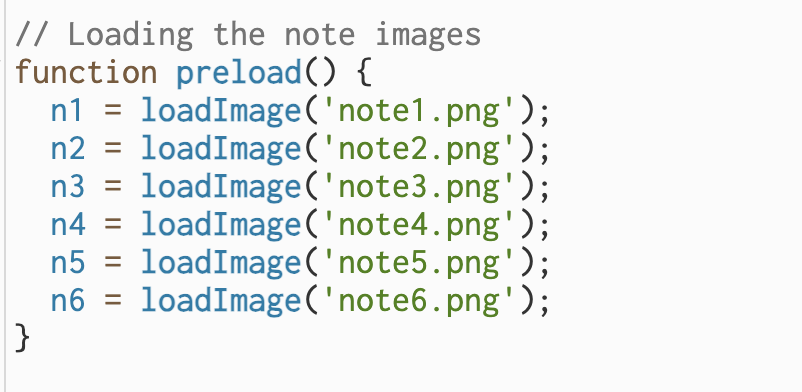 // Loading the note images
function preload() {
  n1 = loadImage('note1.png');
  n2 = loadImage('note2.png');
  n3 = loadImage('note3.png');
  n4 = loadImage('note4.png');
  n5 = loadImage('note5.png');
  n6 = loadImage('note6.png');
}